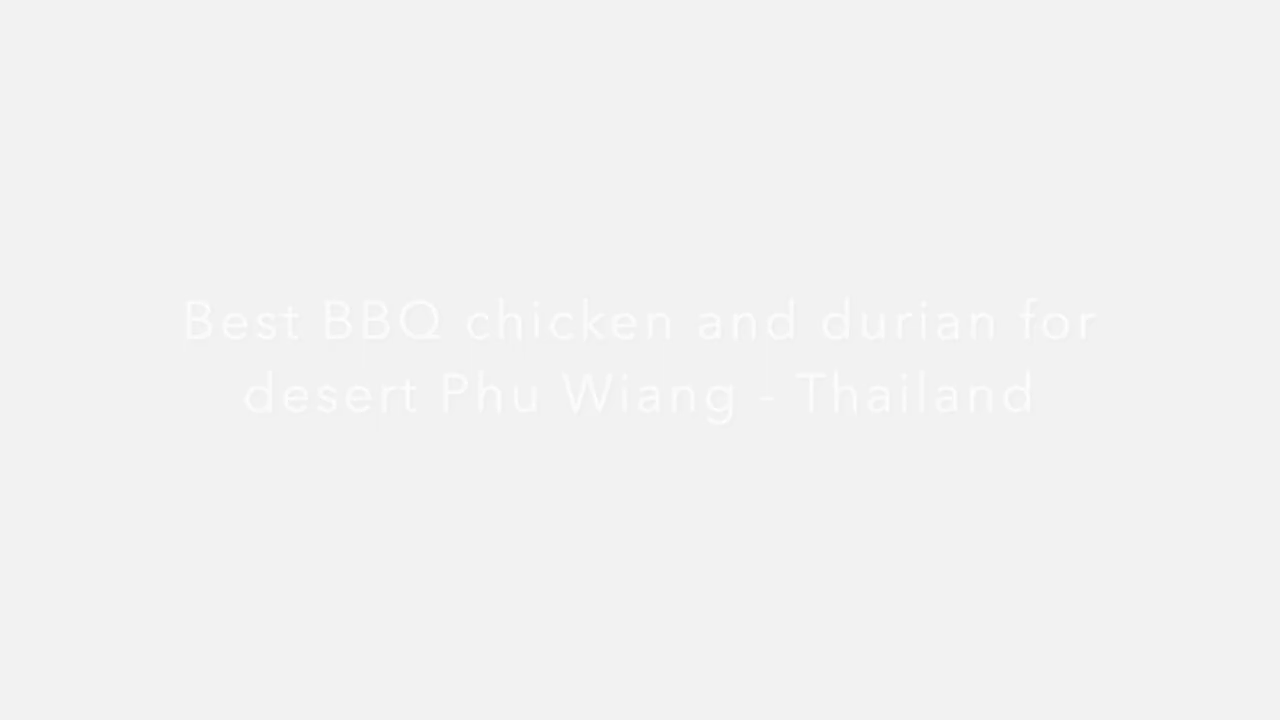 Best BBQ chicken and durian for
desert Phu Wiang - Thailand